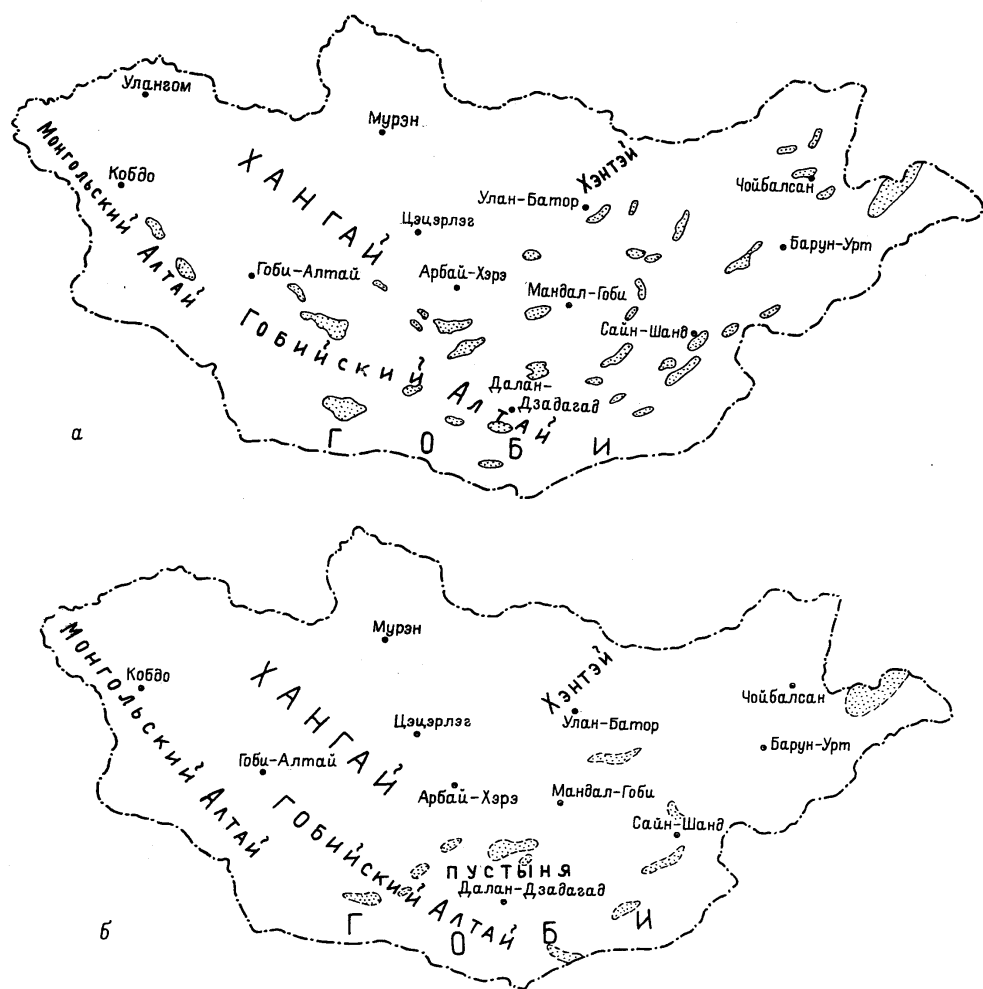 Улангом
Мурэн
Монгольский Алтай
Кобдо
ХАНГАЙ
Хэнтэй
Чойбалсан
Улан-Батор
Цэцэрлэг
Барун-Урт
Гоби-Алтай
Арбай-Хэрэ
Мандал-Гоби
Сайн-Шанд
Гобийский Алтай
Далан-
Дзадагад
а
ГОБИ
Мурэн
Монгольский Алтай
Кобдо
ХАНГАЙ
Хэнтэй
Чойбалсан
Цэцэрлэг
Улан-Батор
Барун-Урт
Гоби-Алтай
Арбай-Хэрэ
Мандал-Гоби
Сайн-Шанд
Гобийский Алтай
ПУСТЫНЯ
Далан-Дзадагад
б
ГОБИ